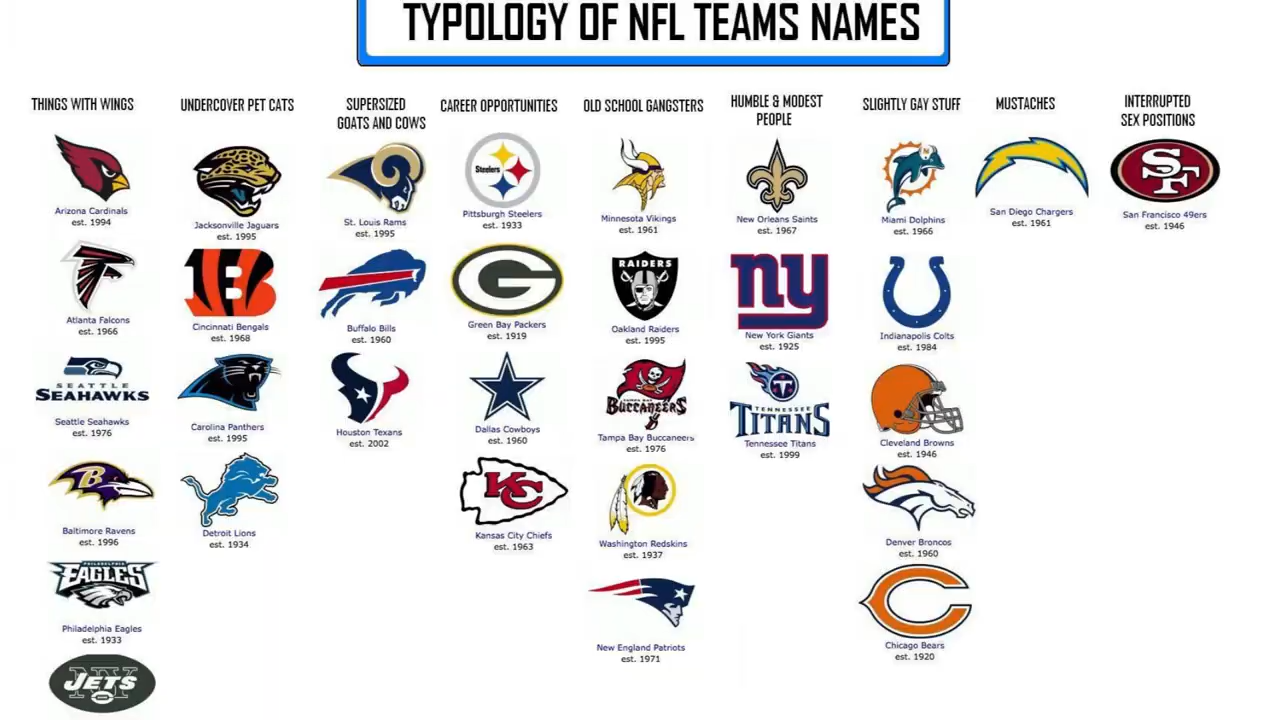 TYPOLOGY OF NFL TEAMS NAMES
THINGS WITH WINGS
Arizona Cardinals
est. 1994
Atlanta Falcons
est. 1966
SEATTLE
SEAHAWKS
Seattle Seahawks
est. 1976
B
Baltimore Ravens
est. 1996
PHILADELPHIA
EAGLES
Philadelphia Eagles
est. 1933
NY
JETS
UNDERCOVER PET CATS
Jacksonville Jaguars
est. 1995
B
Cincinnati Bengals
est. 1968
Carolina Panthers
est. 1995
Detroit Lions
est. 1934
SUPERSIZED
GOATS AND COWS
St. Louis Rams
est. 1995
Buffalo Bills
est. 1960
Houston Texans
est. 2002
CAREER OPPORTUNITIES
Steelers
Pittsburgh Steelers
est. 1933
G
Green Bay Packers
est. 1919
Dallas Cowboys
est. 1960
KC
Kansas City Chiefs
est. 1963
OLD SCHOOL GANGSTERS
Minnesota Vikings
est. 1961
RAIDERS
Oakland Raiders
est. 1995
TAMPA BAY
BUCCANEERS
Tampa Bay Buccaneers
est. 1976
Washington Redskins
est. 1937
New England Patriots
est. 1971
HUMBLE & MODEST
PEOPLE
New Orleans Saints
est. 1967
ny
New York Giants
est. 1925
T
TENNESSEE
TITANS
Tennessee Titans
est. 1999
SLIGHTLY GAY STUFF
Miami Dolphins
est. 1966
Indianapolis Colts
est. 1984
Cleveland Browns
est. 1946
Denver Broncos
est. 1960
C
Chicago Bears
est. 1920
MUSTACHES
San Diego Chargers
est. 1961
INTERRUPTED
SEX POSITIONS
SF
San Francisco 49ers
est. 1946